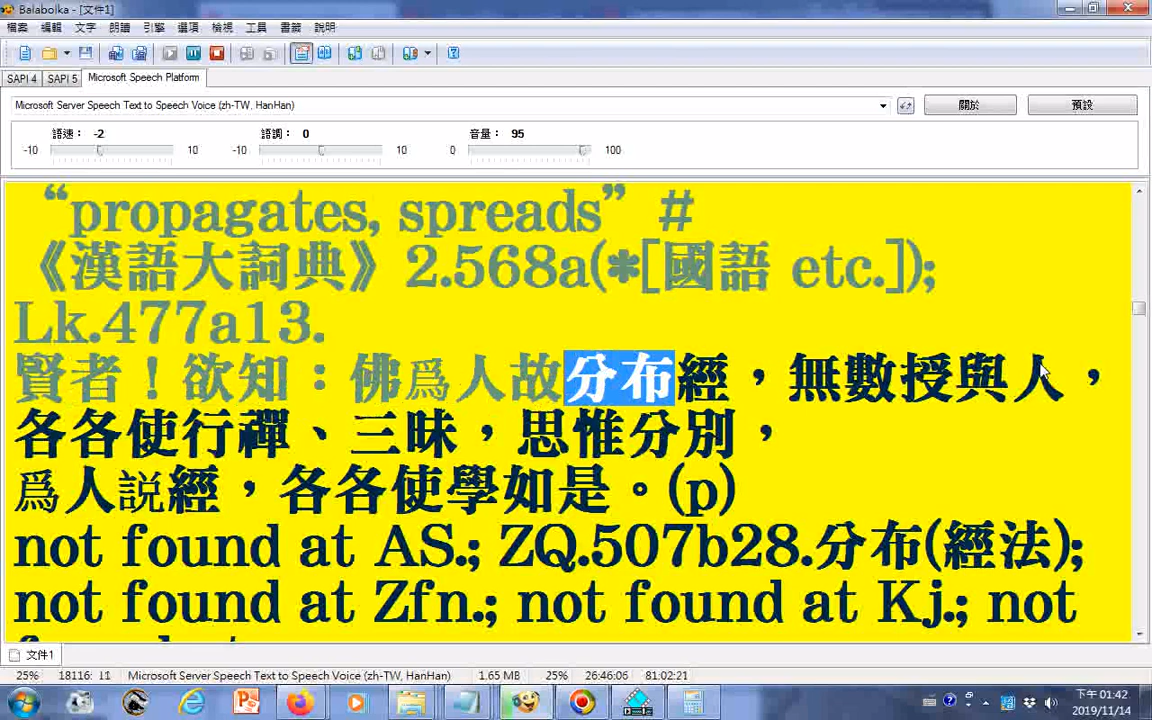 Balabolka - [文件1]
檔案 編輯 文字 朗讀 引擎 選項 檢視 工具 書籤 說明
SAPI 4 SAPI 5 Microsoft Speech Platform
Microsoft Server Speech Text to Speech Voice (zh-TW, HanHan) 關於 預設
語速： -2 語調： 0 音量： 95
-10 10 -10 10 0 100
“propagates, spreads” #
《漢語大詞典》 2.568a(*[國語 etc.]);
Lk.477a13.
賢者！欲知：佛爲人故分布經，無數授與人，
各各使行禪、三昧，思惟分別，
爲人説經，各各使學如是。(p)
not found at AS.; ZQ.507b28.分布(經法);
not found at Zfn.; not found at Kj.; not
文件1
25% 18116: 11 Microsoft Server Speech Text to Speech Voice (zh-TW, HanHan) 1.65 MB 25% 26:46:06 81:02:21
下午 01:42
2019/11/14